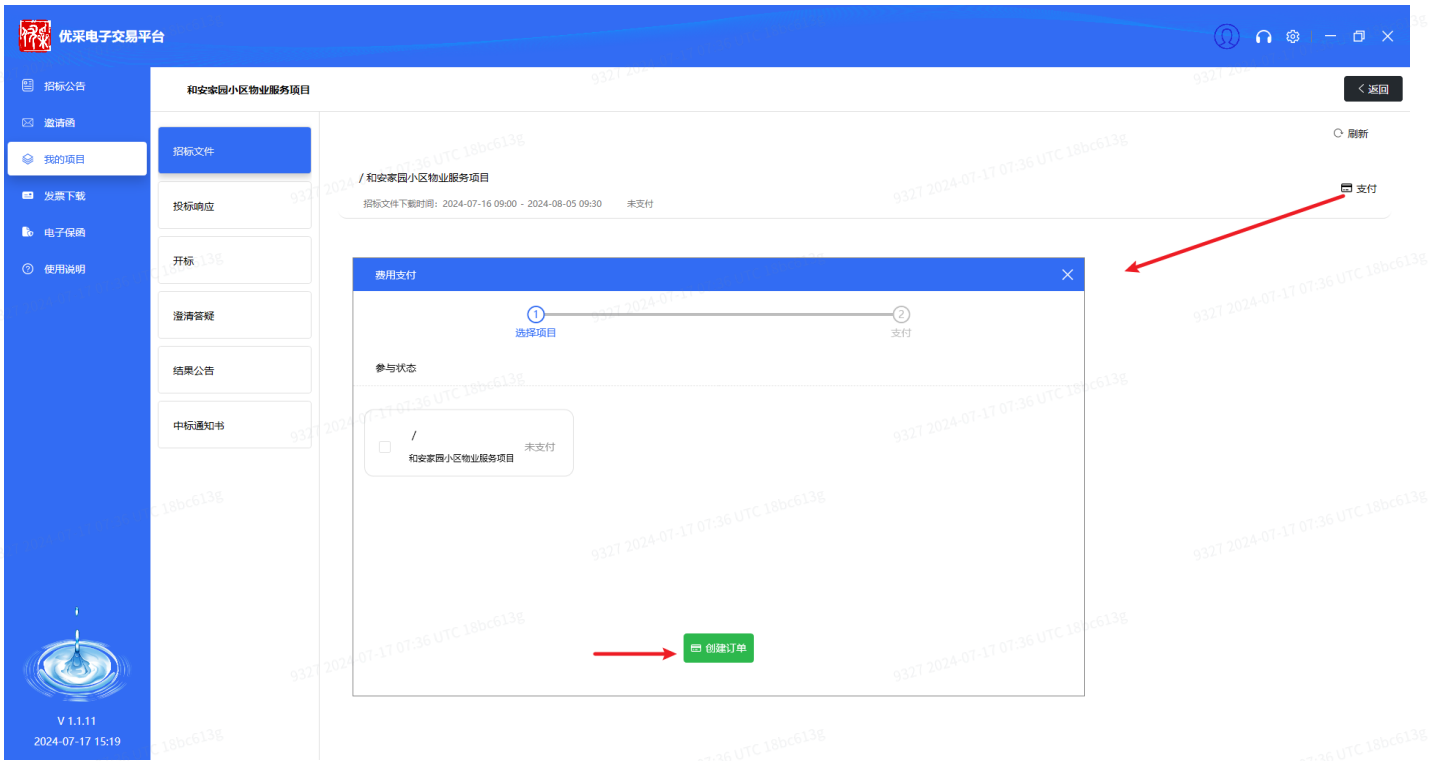 优采电子交易平台
招标公告
邀请函
我的项目
发票下载
电子保函
使用说明
V 1.1.11
2024-07-17 15:19
和安家园小区物业服务项目
返回
招标文件
投标响应
开标
澄清答疑
结果公告
中标通知书
刷新
/ 和安家园小区物业服务项目
招标文件下载时间：2024-07-16 09:00 - 2024-08-05 09:30 未支付
支付
费用支付
1
选择项目
2
支付
参与状态
/
和安家园小区物业服务项目
未支付
创建订单
9327 2024-07-17 07:36 UTC 18bc613g